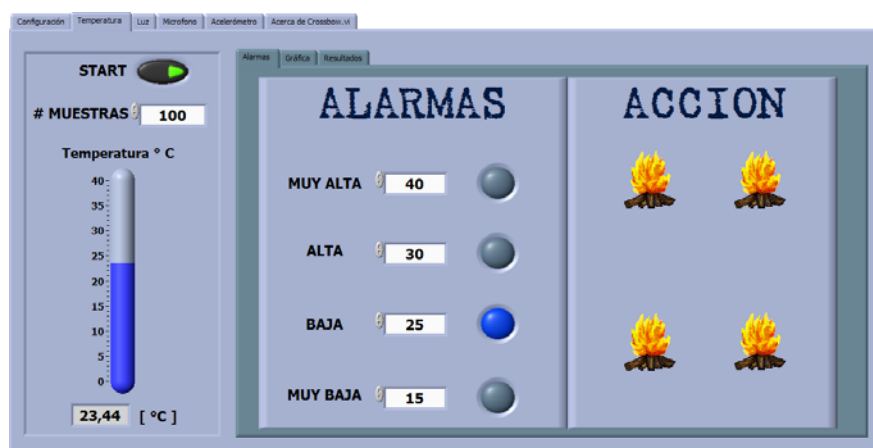 Configuración Temperatura Luz Microfono Acelerómetro Acerca de Crossbow.vi
START
# MUESTRAS 100
Temperatura ° C
40
35
30
25
20
15
10
5
0
23,44 [ °C ]
Alarmas Gráfica Resultados
ALARMAS
MUY ALTA 40
ALTA 30
BAJA 25
MUY BAJA 15
ACCION